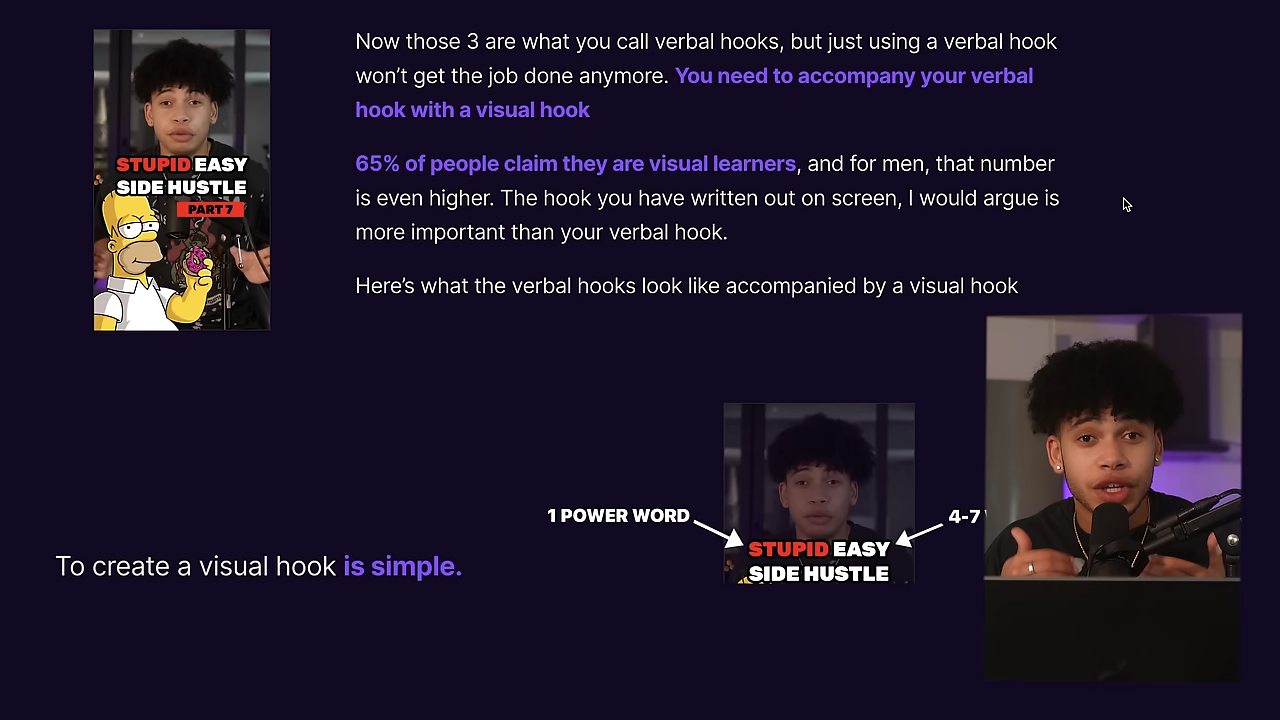 Now those 3 are what you call verbal hooks, but just using a verbal hook
won’t get the job done anymore. You need to accompany your verbal
hook with a visual hook
65% of people claim they are visual learners, and for men, that number
is even higher. The hook you have written out on screen, I would argue is
more important than your verbal hook.
Here’s what the verbal hooks look like accompanied by a visual hook
STUPID EASY
SIDE HUSTLE
PART 7
1 POWER WORD
4-7
STUPID EASY
SIDE HUSTLE
To create a visual hook is simple.